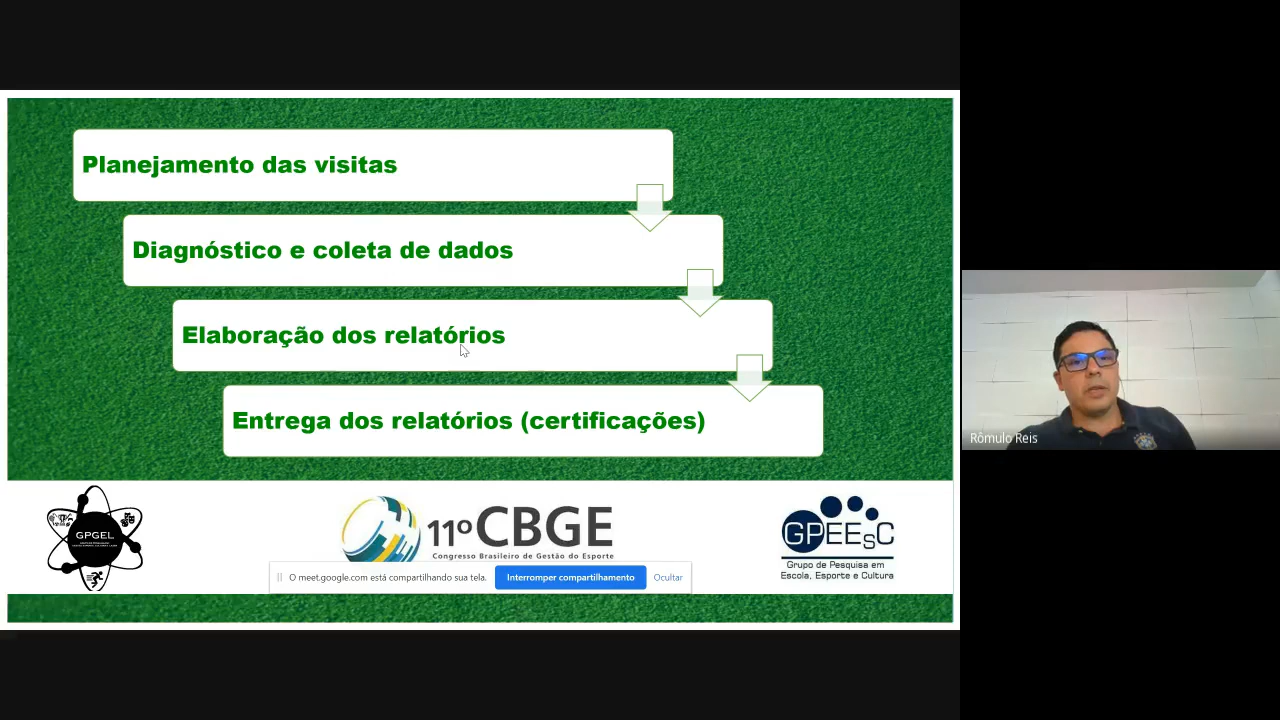 Planejamento das visitas
Diagnóstico e coleta de dados
Elaboração dos relatórios
Entrega dos relatórios (certificações)
Rômulo Reis
GPGEL
11º CBGE
Congresso Brasileiro de Gestão do Esporte
GPEEsC
Grupo de Pesquisa em
Escola, Esporte e Cultura
O meet.google.com está compartilhando sua tela.
Interromper compartilhamento
Ocultar